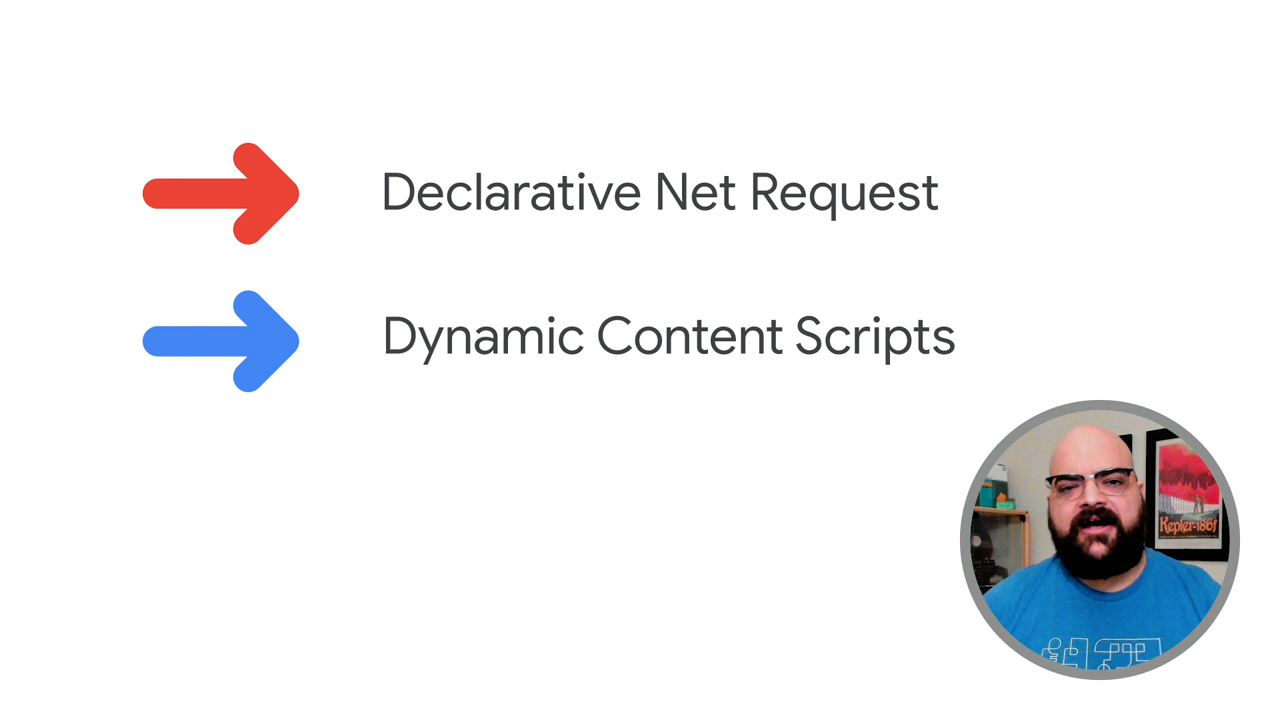 Declarative Net Request
Dynamic Content Scripts
Kepler-186f